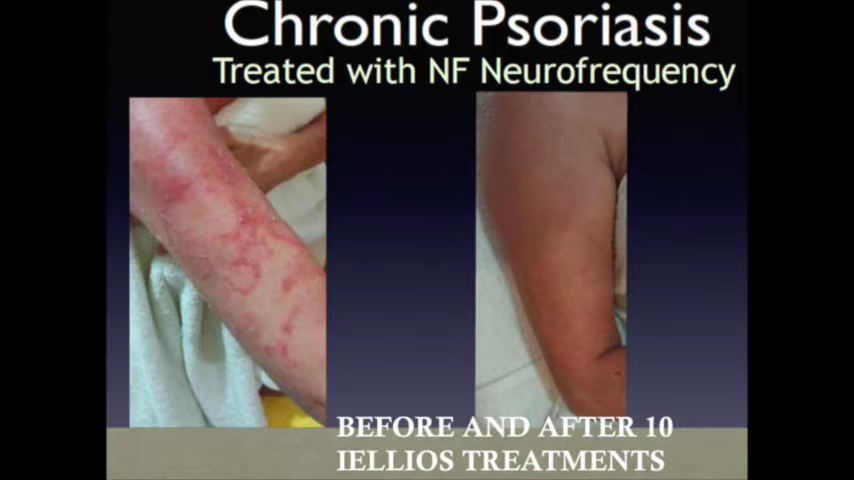 Chronic Psoriasis
Treated with NF Neurofrequency
BEFORE AND AFTER 10
IELLIOS TREATMENTS